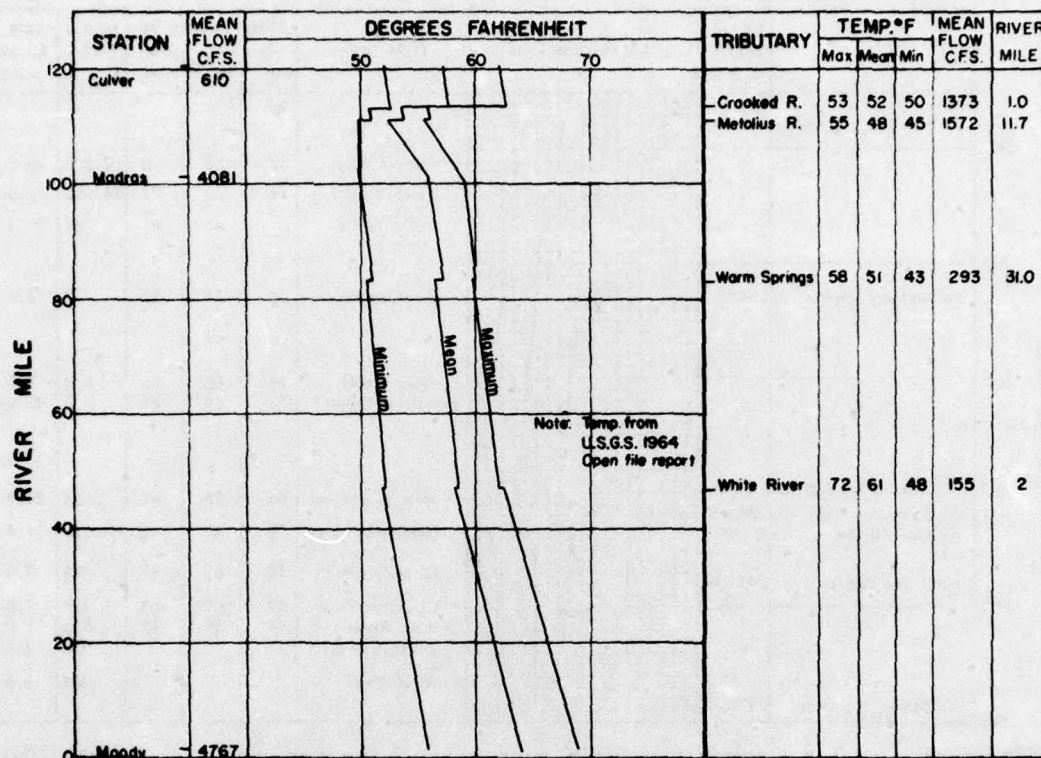 STATION
MEAN FLOW C.F.S.
DEGREES FAHRENHEIT
50 60 70
TRIBUTARY
TEMP.°F
Max Mean Min
MEAN FLOW CFS.
RIVER MILE
RIVER MILE
120
100
80
60
40
20
0
Culver 610
Madras 4081
Moody 4767
Minimum
Mean
Maximum
Note: Temp. from
U.S.G.S. 1964
Open file report
Crooked R. 53 52 50 1373 1.0
Metolius R. 55 48 45 1572 11.7
Warm Springs 58 51 43 293 31.0
White River 72 61 48 155 2